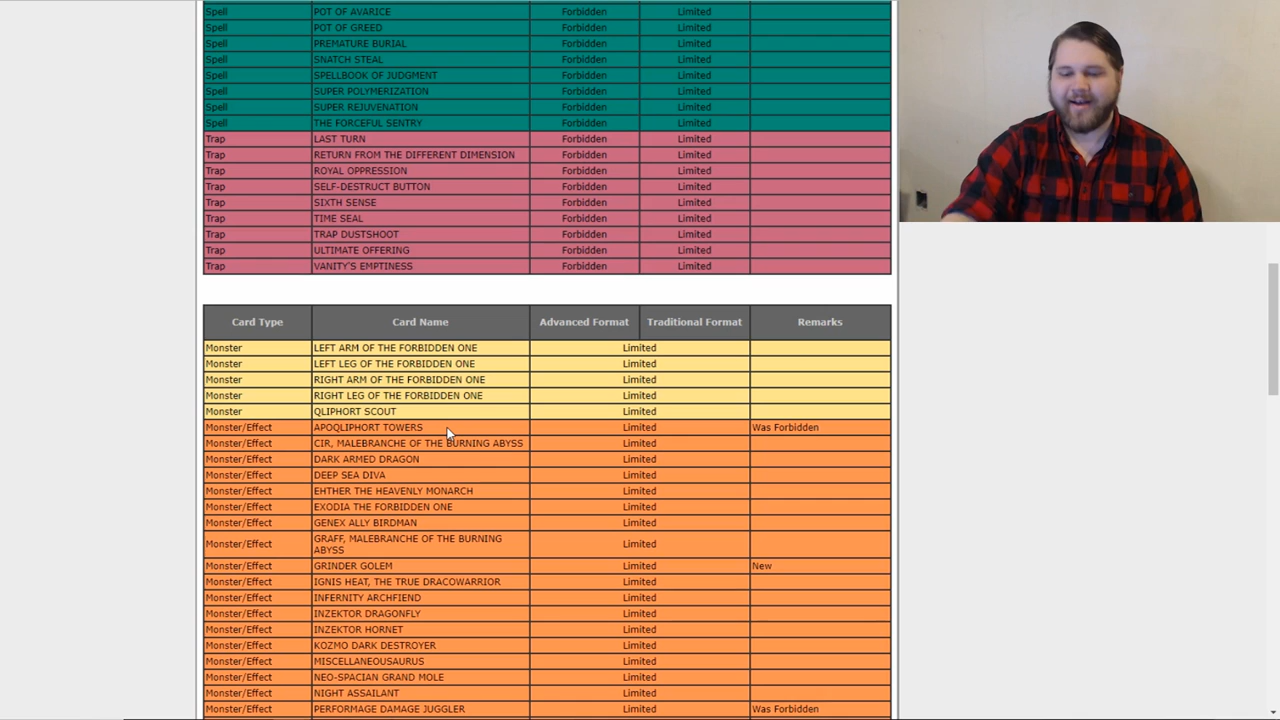 Spell POT OF AVARICE Forbidden Limited
Spell POT OF GREED Forbidden Limited
Spell PREMATURE BURIAL Forbidden Limited
Spell SNATCH STEAL Forbidden Limited
Spell SPELLBOOK OF JUDGMENT Forbidden Limited
Spell SUPER POLYMERIZATION Forbidden Limited
Spell SUPER REJUVENATION Forbidden Limited
Spell THE FORCEFUL SENTRY Forbidden Limited
Trap LAST TURN Forbidden Limited
Trap RETURN FROM THE DIFFERENT DIMENSION Forbidden Limited
Trap ROYAL OPPRESSION Forbidden Limited
Trap SELF-DESTRUCT BUTTON Forbidden Limited
Trap SIXTH SENSE Forbidden Limited
Trap TIME SEAL Forbidden Limited
Trap TRAP DUSTSHOOT Forbidden Limited
Trap ULTIMATE OFFERING Forbidden Limited
Trap VANITY'S EMPTINESS Forbidden Limited
Card Type Card Name Advanced Format Traditional Format Remarks
Monster LEFT ARM OF THE FORBIDDEN ONE Limited
Monster LEFT LEG OF THE FORBIDDEN ONE Limited
Monster RIGHT ARM OF THE FORBIDDEN ONE Limited
Monster RIGHT LEG OF THE FORBIDDEN ONE Limited
Monster QLIPHORT SCOUT Limited
Monster/Effect APOQLIPHORT TOWERS Limited Was Forbidden
Monster/Effect CIR, MALEBRANCHE OF THE BURNING ABYSS Limited
Monster/Effect DARK ARMED DRAGON Limited
Monster/Effect DEEP SEA DIVA Limited
Monster/Effect EHTHER THE HEAVENLY MONARCH Limited
Monster/Effect EXODIA THE FORBIDDEN ONE Limited
Monster/Effect GENEX ALLY BIRDMAN Limited
Monster/Effect GRAFF, MALEBRANCHE OF THE BURNING
ABYSS Limited
Monster/Effect GRINDER GOLEM Limited New
Monster/Effect IGNIS HEAT, THE TRUE DRACOWARRIOR Limited
Monster/Effect INFERNITY ARCHFIEND Limited
Monster/Effect INZEKTOR DRAGONFLY Limited
Monster/Effect INZEKTOR HORNET Limited
Monster/Effect KOZMO DARK DESTROYER Limited
Monster/Effect MISCELLANEOUSAURUS Limited
Monster/Effect NEO-SPACIAN GRAND MOLE Limited
Monster/Effect NIGHT ASSAILANT Limited
Monster/Effect PERFORMAGE DAMAGE JUGGLER Limited Was Forbidden